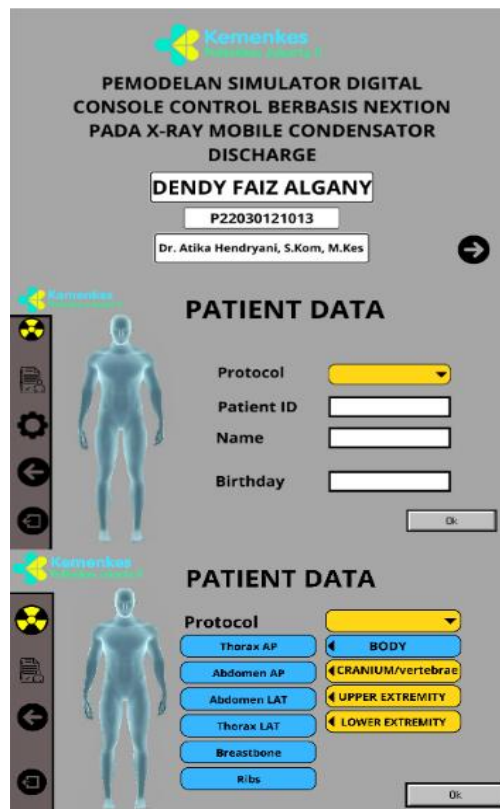 Kemenkes
PEMODELAN SIMULATOR DIGITAL
CONSOLE CONTROL BERBASIS NEXTION
PADA X-RAY MOBILE CONDENSATOR
DISCHARGE
DENDY FAIZ ALGANY
P22030121013
Dr. Atika Hendryani, S.Kom, M.Kes
Kemenkes
PATIENT DATA
Protocol
Patient ID
Name
Birthday
Ok
Kemenkes
PATIENT DATA
Protocol
Thorax AP
BODY
Abdomen AP
CRANIUM/vertebrae
Abdomen LAT
UPPER EXTREMITY
Thorax LAT
LOWER EXTREMITY
Breastbone
Ribs
Ok